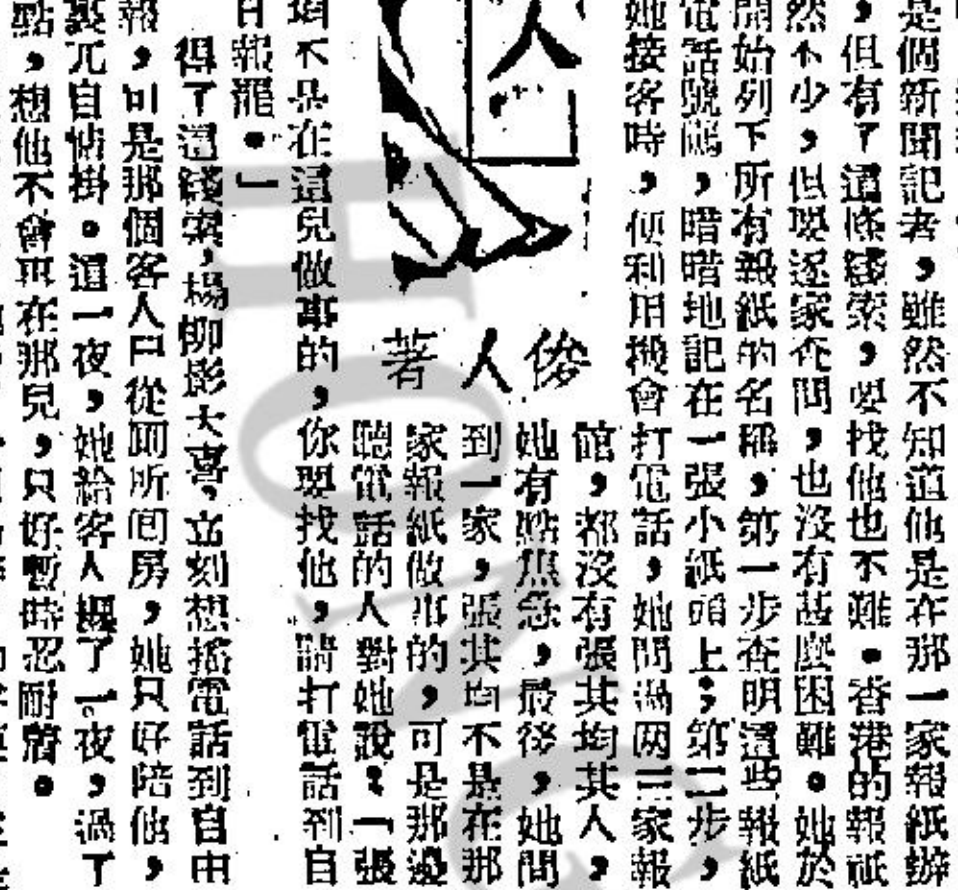 是個新聞記者，雖然不知道他是在那一家報紙辦
，但有了這條綫索，要找他也不難。香港的報紙
然不少，但要逐家查問，也沒有甚麼困難。她於
開始列下所有報紙的名稱，第一步查明這些報紙
電話號碼，暗暗地記在一張小紙頭上；第二步，
她接客時，便利用機會打電話，她問過两三家報
館，都沒有張其均其人，
她有點焦急，最後，她問
到一家，張其均不是在那
家報紙做事的，可是那邊
聽電話的人對她說：「張
俊人著
均不是在這兒做事的，你要找他，請打電話到自
日報罷。」
得了這綫索，楊柳影大喜，立刻想搖電話到自由
報，可是那個客人只從厠所囘房，她只好陪他，
裏兀自惦掛。這一夜，她給客人纒了一夜，過了
點，想他不會再在那兒，只好暫時忍耐着。